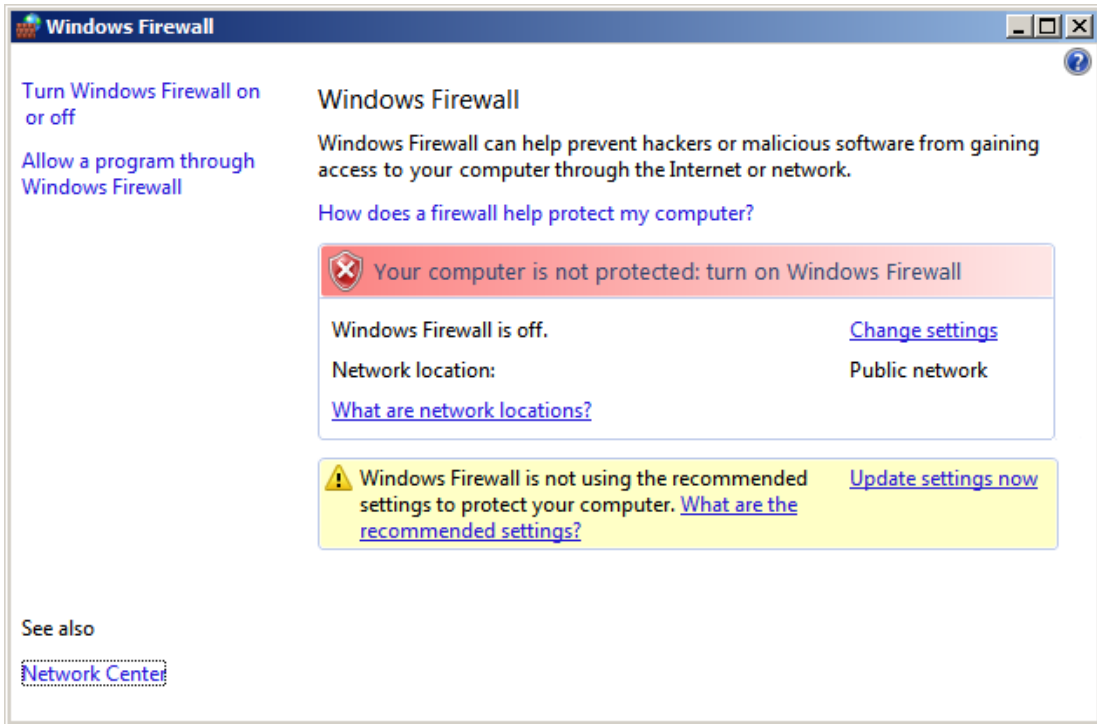 Windows Firewall
Turn Windows Firewall on
or off
Allow a program through
Windows Firewall
Windows Firewall
Windows Firewall can help prevent hackers or malicious software from gaining
access to your computer through the Internet or network.
How does a firewall help protect my computer?
Your computer is not protected: turn on Windows Firewall
Windows Firewall is off. Change settings
Network location: Public network
What are network locations?
Windows Firewall is not using the recommended Update settings now
settings to protect your computer. What are the
recommended settings?
See also
Network Center